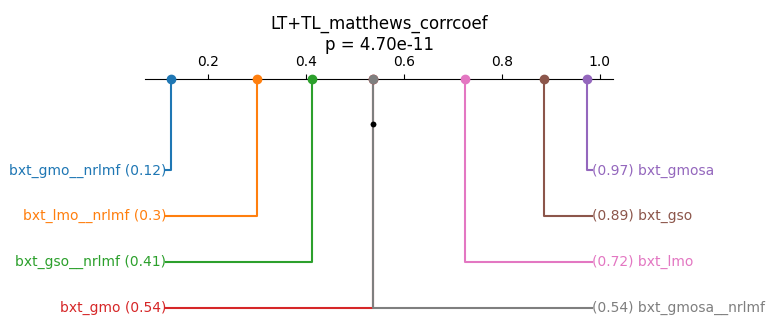 LT+TL_matthews_corrcoef
p = 4.70e-11
0.2 0.4 0.6 0.8 1.0
bxt_gmo__nrlmf (0.12) (0.97) bxt_gmosa
bxt_lmo__nrlmf (0.3) (0.89) bxt_gso
bxt_gso__nrlmf (0.41) (0.72) bxt_lmo
bxt_gmo (0.54) (0.54) bxt_gmosa__nrlmf